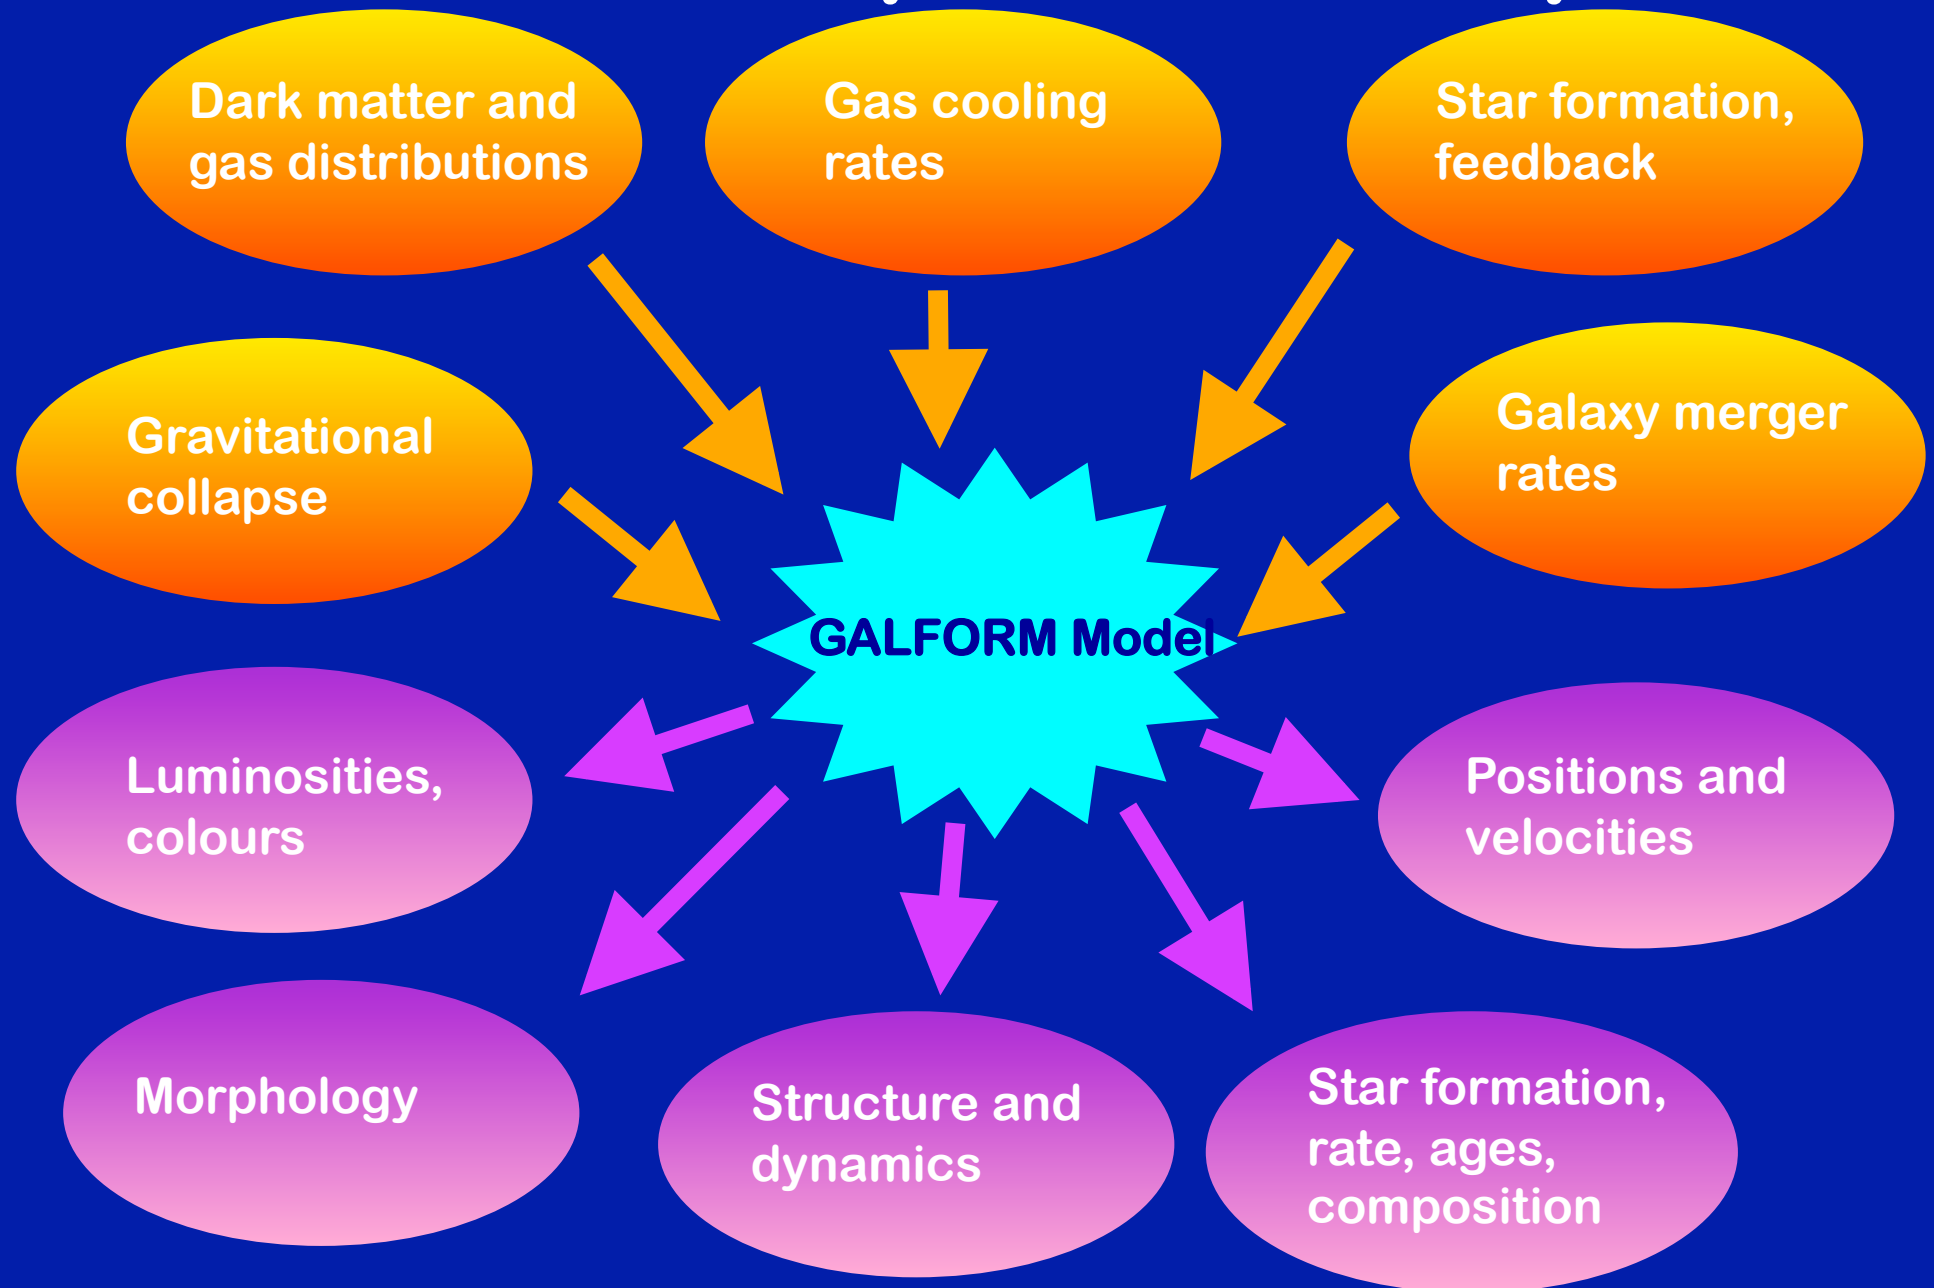 Dark matter and
gas distributions
Gas cooling
rates
Star formation,
feedback
Gravitational
collapse
Galaxy merger
rates
GALFORM Model
Luminosities,
colours
Positions and
velocities
Morphology
Structure and
dynamics
Star formation,
rate, ages,
composition